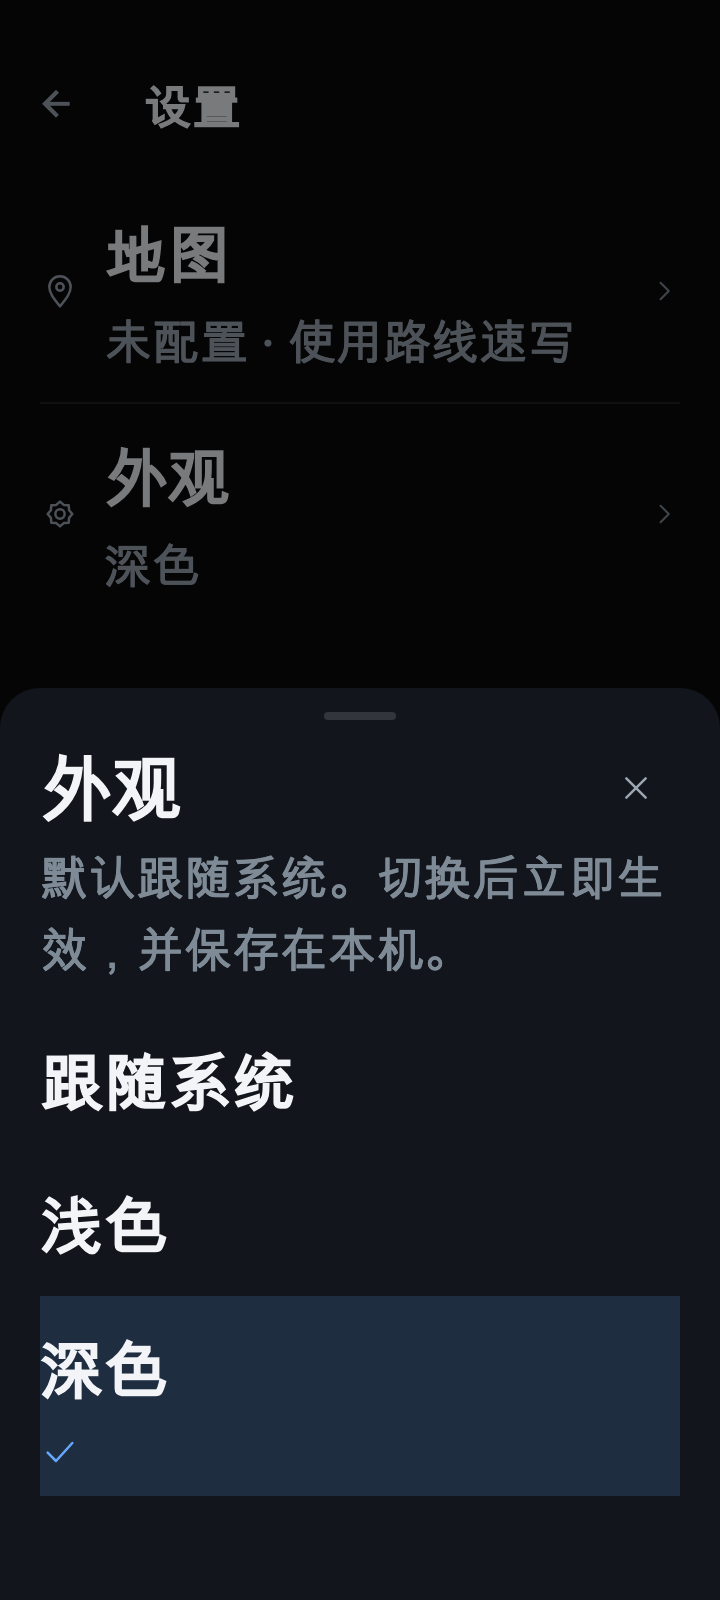 设置
地图
未配置 · 使用路线速写
外观
深色
外观
默认跟随系统。切换后立即生
效，并保存在本机。
跟随系统
浅色
深色